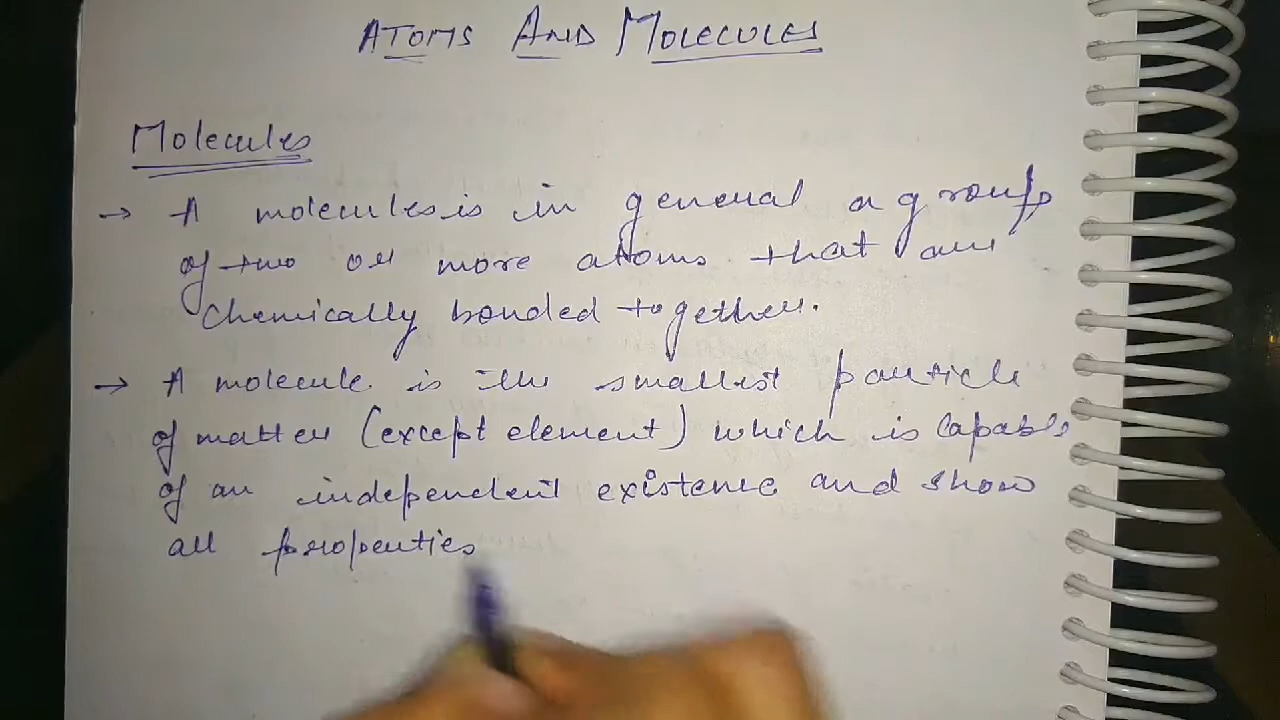 ATOMS AND MOLECULES
Molecules
→ A molecules is in general a group
of two or more atoms that are
chemically bonded together.
→ A molecule is the smallest particle
of matter (except element) which is capable
of an independent existence and show
all properties